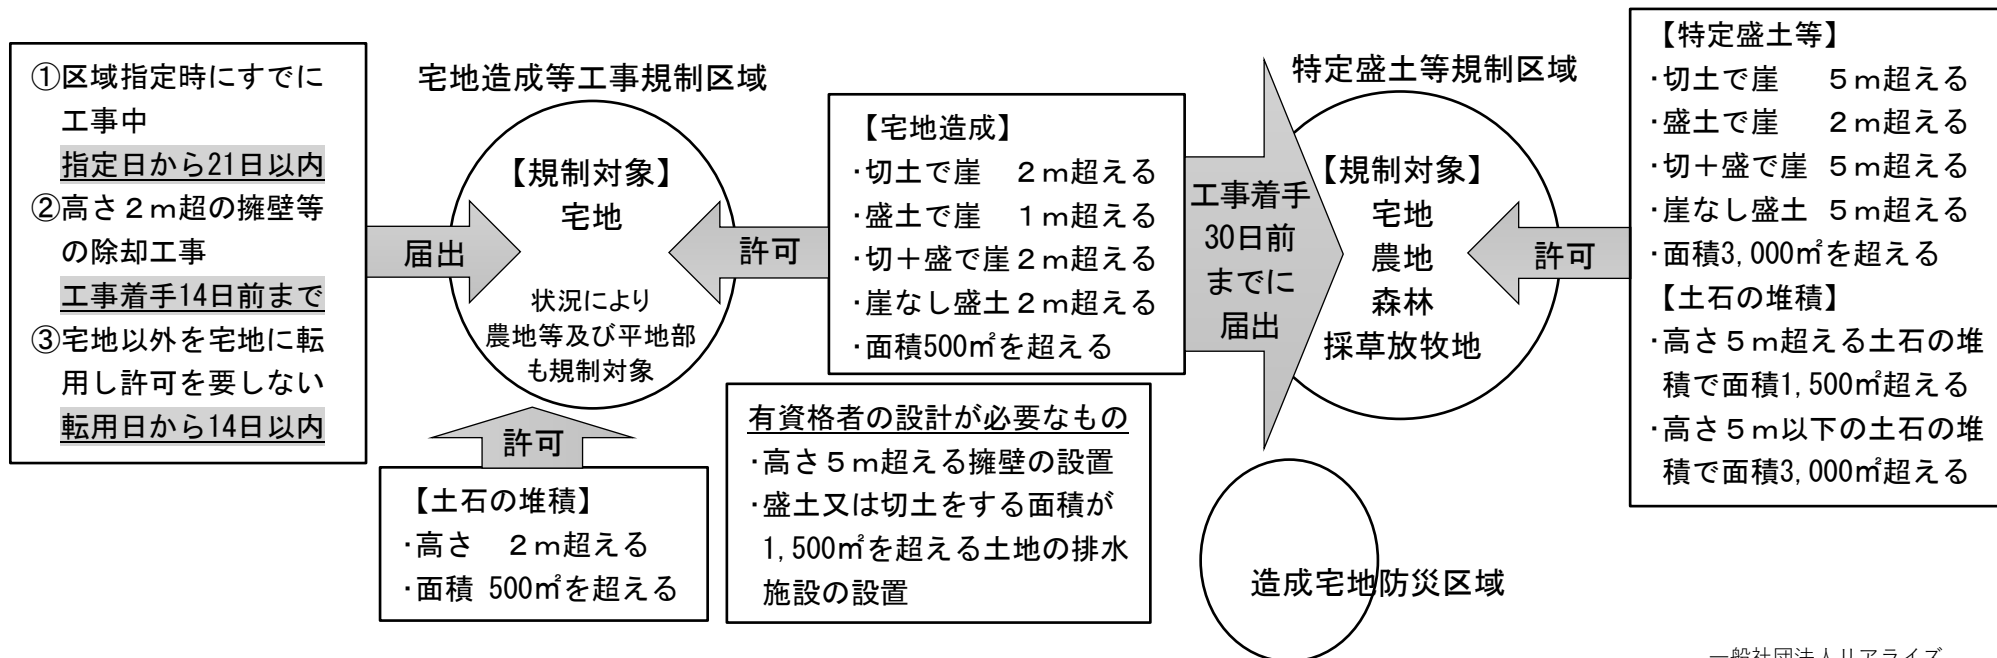 ①区域指定時にすでに
工事中
指定日から21日以内
②高さ２ｍ超の擁壁等
の除却工事
工事着手14日前まで
③宅地以外を宅地に転
用し許可を要しない
転用日から14日以内
届出
宅地造成等工事規制区域
【規制対象】
宅地
状況により
農地等及び平地部
も規制対象
許可
【土石の堆積】
・高さ　２ｍ超える
・面積 500㎡を超える
許可
【宅地造成】
・切土で崖　２ｍ超える
・盛土で崖　１ｍ超える
・切＋盛で崖２ｍ超える
・崖なし盛土２ｍ超える
・面積500㎡を超える
有資格者の設計が必要なもの
・高さ５ｍ超える擁壁の設置
・盛土又は切土をする面積が
1,500㎡を超える土地の排水
施設の設置
工事着手
30日前
までに
届出
特定盛土等規制区域
【規制対象】
宅地
農地
森林
採草放牧地
許可
【特定盛土等】
・切土で崖　５ｍ超える
・盛土で崖　２ｍ超える
・切＋盛で崖 ５ｍ超える
・崖なし盛土 ５ｍ超える
・面積3,000㎡を超える
【土石の堆積】
・高さ５ｍ超える土石の堆
積で面積1,500㎡超える
・高さ５ｍ以下の土石の堆
積で面積3,000㎡超える
造成宅地防災区域
一般社団法人リアライズ